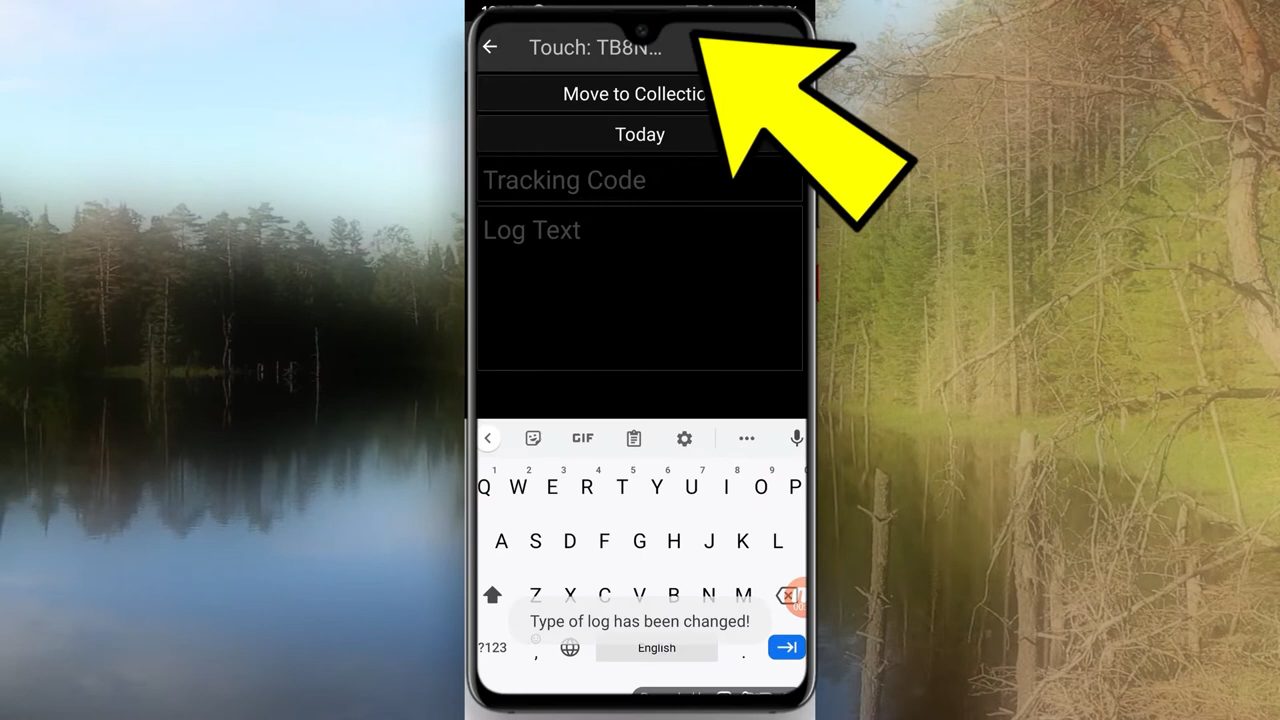 Touch: TB8N...
Move to Collectio
Today
Tracking Code
Log Text
GIF
1 2 3 4 5 6 7 8 9
Q W E R T Y U I O P
A S D F G H J K L
Z X C V B N M
Type of log has been changed!
?123 , English .